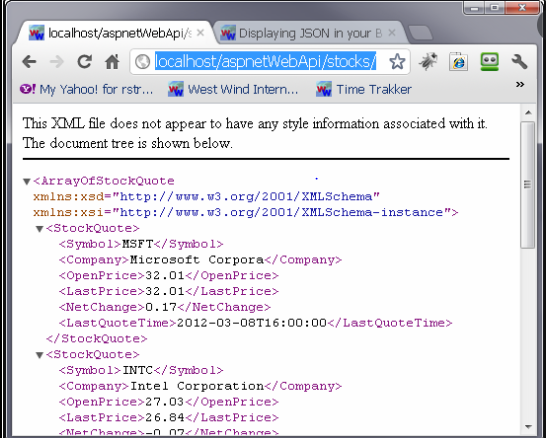 localhost/aspnetWebApi/s
Displaying JSON in your B
localhost/aspnetWebApi/stocks/
My Yahoo! for rstr...
West Wind Intern...
Time Trakker
»
This XML file does not appear to have any style information associated with it.
The document tree is shown below.
▼<ArrayOfStockQuote
xmlns:xsd="http://www.w3.org/2001/XMLSchema"
xmlns:xsi="http://www.w3.org/2001/XMLSchema-instance">
▼<StockQuote>
<Symbol>MSFT</Symbol>
<Company>Microsoft Corpora</Company>
<OpenPrice>32.01</OpenPrice>
<LastPrice>32.01</LastPrice>
<NetChange>0.17</NetChange>
<LastQuoteTime>2012-03-08T16:00:00</LastQuoteTime>
</StockQuote>
▼<StockQuote>
<Symbol>INTC</Symbol>
<Company>Intel Corporation</Company>
<OpenPrice>27.03</OpenPrice>
<LastPrice>26.84</LastPrice>
<NetChange>-0.07</NetChange>